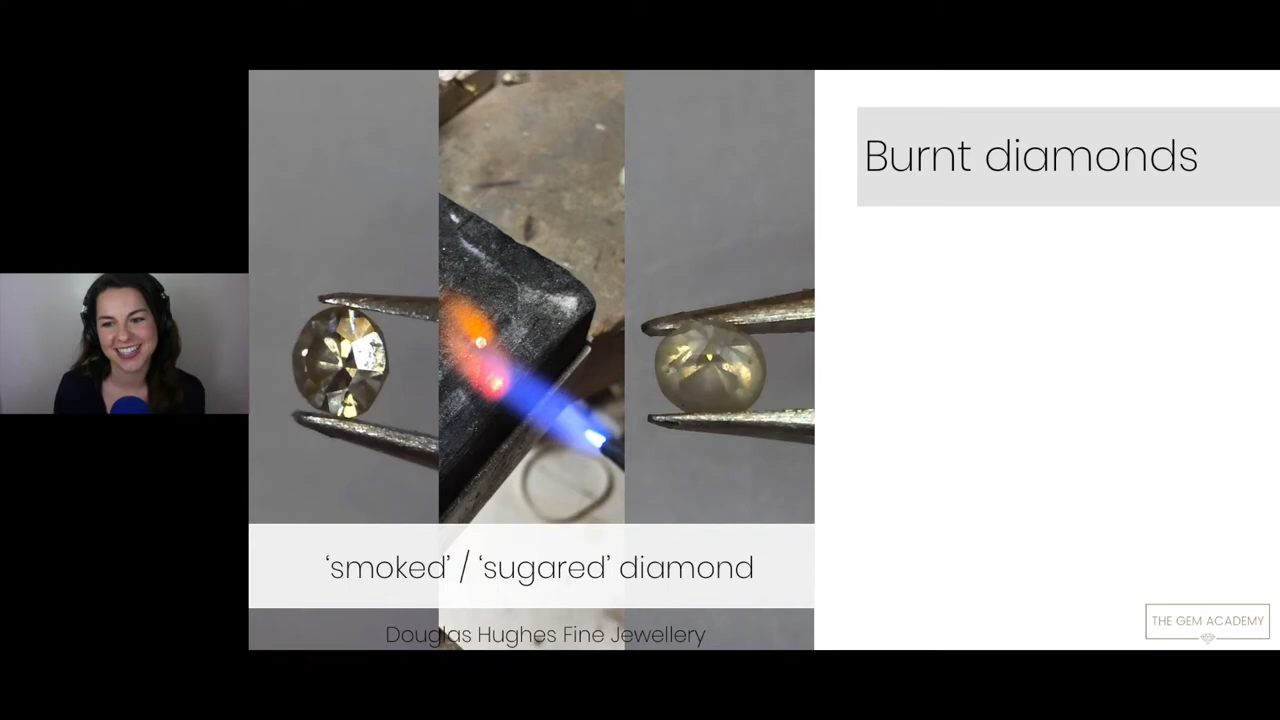 Burnt diamonds
‘smoked’ / ‘sugared’ diamond
Douglas Hughes Fine Jewellery
THE GEM ACADEMY